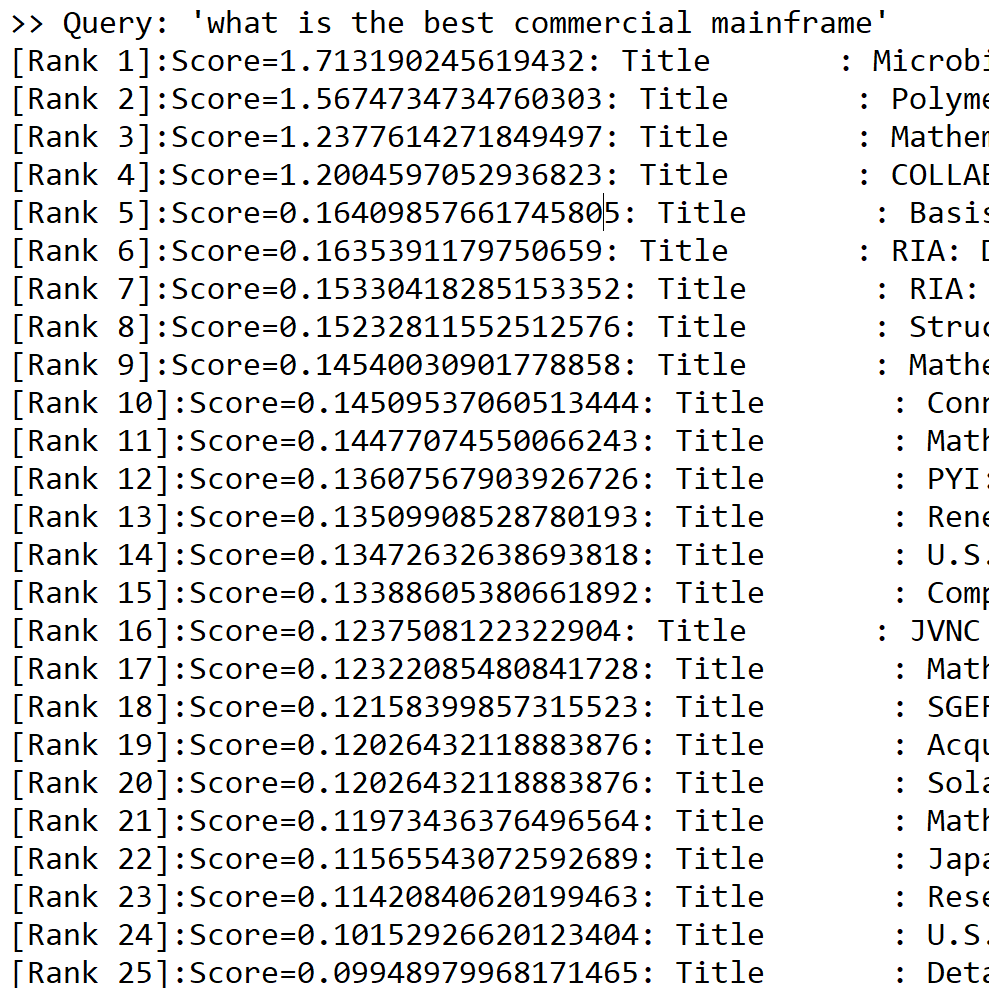 >> Query: 'what is the best commercial mainframe'
[Rank 1]:Score=1.713190245619432: Title : Microbi
[Rank 2]:Score=1.5674734734760303: Title : Polyme
[Rank 3]:Score=1.2377614271849497: Title : Mathem
[Rank 4]:Score=1.2004597052936823: Title : COLLAB
[Rank 5]:Score=0.16409857661745805: Title : Basis
[Rank 6]:Score=0.1635391179750659: Title : RIA: D
[Rank 7]:Score=0.15330418285153352: Title : RIA:
[Rank 8]:Score=0.15232811552512576: Title : Struc
[Rank 9]:Score=0.14540030901778858: Title : Mathe
[Rank 10]:Score=0.14509537060513444: Title : Conn
[Rank 11]:Score=0.14477074550066243: Title : Math
[Rank 12]:Score=0.13607567903926726: Title : PYI:
[Rank 13]:Score=0.13509908528780193: Title : Rene
[Rank 14]:Score=0.13472632638693818: Title : U.S.
[Rank 15]:Score=0.13388605380661892: Title : Comp
[Rank 16]:Score=0.1237508122322904: Title : JVNC
[Rank 17]:Score=0.12322085480841728: Title : Math
[Rank 18]:Score=0.12158399857315523: Title : SGER
[Rank 19]:Score=0.12026432118883876: Title : Acqu
[Rank 20]:Score=0.12026432118883876: Title : Sola
[Rank 21]:Score=0.11973436376496564: Title : Math
[Rank 22]:Score=0.11565543072592689: Title : Japa
[Rank 23]:Score=0.11420840620199463: Title : Rese
[Rank 24]:Score=0.10152926620123404: Title : U.S.
[Rank 25]:Score=0.09948979968171465: Title : Deta